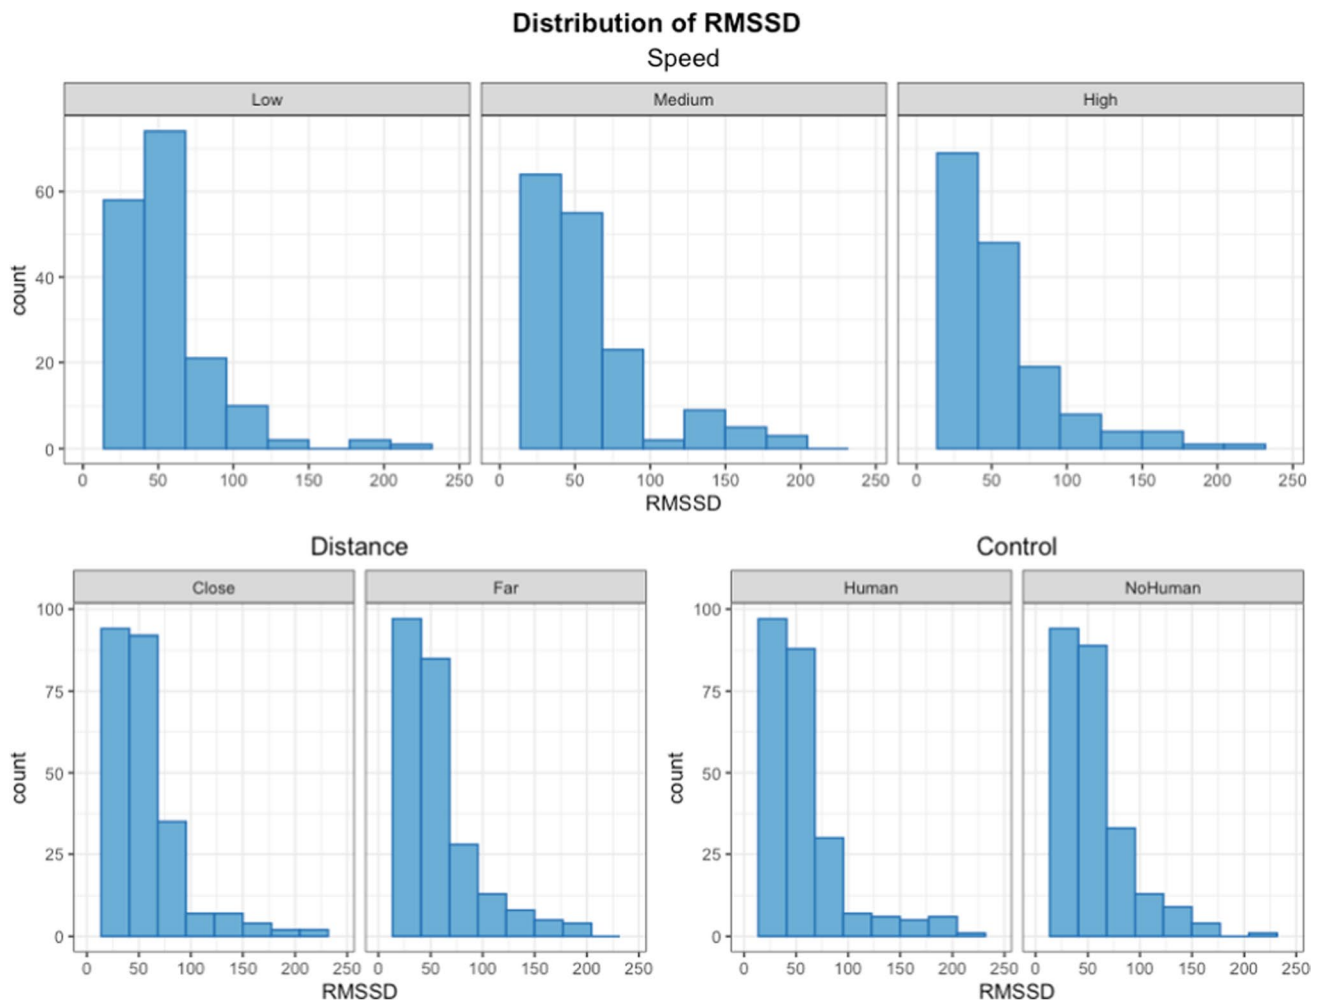 Distribution of RMSSD
Speed
Low Medium High
60
40
20
0
count
0 50 100 150 200 250 0 50 100 150 200 250 0 50 100 150 200 250
RMSSD
Distance
Close Far
100
75
50
25
0
count
0 50 100 150 200 250 0 50 100 150 200 250
RMSSD
Control
Human NoHuman
100
75
50
25
0
count
0 50 100 150 200 250 0 50 100 150 200 250
RMSSD